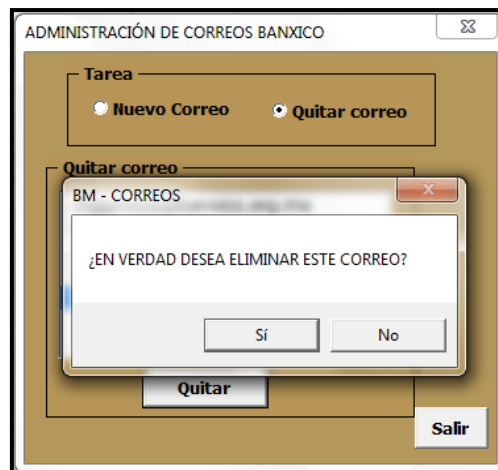 ADMINISTRACIÓN DE CORREOS BANXICO
Tarea
Nuevo Correo
Quitar correo
Quitar correo
BM - CORREOS
¿EN VERDAD DESEA ELIMINAR ESTE CORREO?
Sí
No
Quitar
Salir